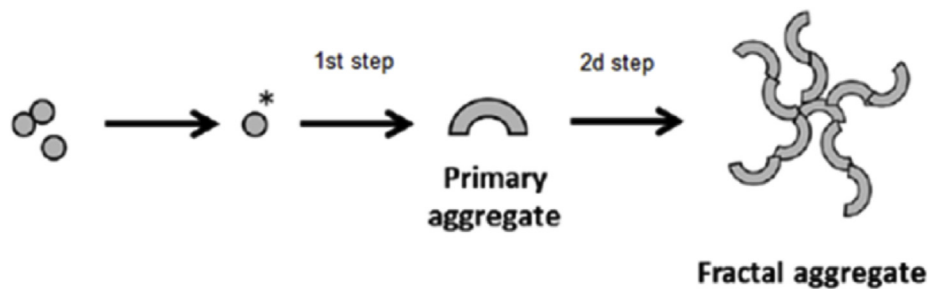 1st step
2d step
*
Primary
aggregate
Fractal aggregate